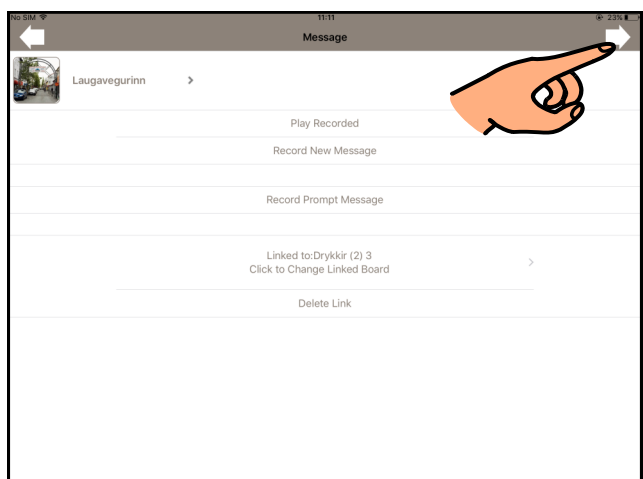 No SIM 11:11 23%
Message
Laugavegurinn
Play Recorded
Record New Message
Record Prompt Message
Linked to:Drykkir (2) 3
Click to Change Linked Board
Delete Link